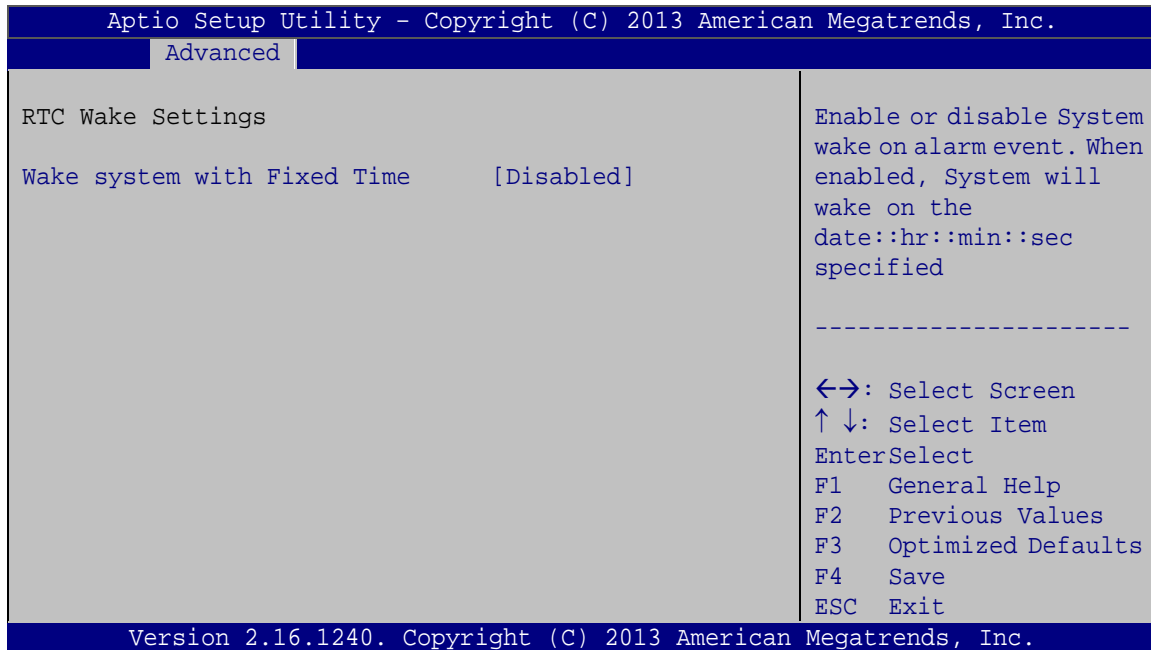 Aptio Setup Utility – Copyright (C) 2013 American Megatrends, Inc.
Advanced
RTC Wake Settings
Wake system with Fixed Time [Disabled]
Enable or disable System
wake on alarm event. When
enabled, System will
wake on the
date::hr::min::sec
specified
----------------------
←→: Select Screen
↑ ↓: Select Item
EnterSelect
F1 General Help
F2 Previous Values
F3 Optimized Defaults
F4 Save
ESC Exit
Version 2.16.1240. Copyright (C) 2013 American Megatrends, Inc.